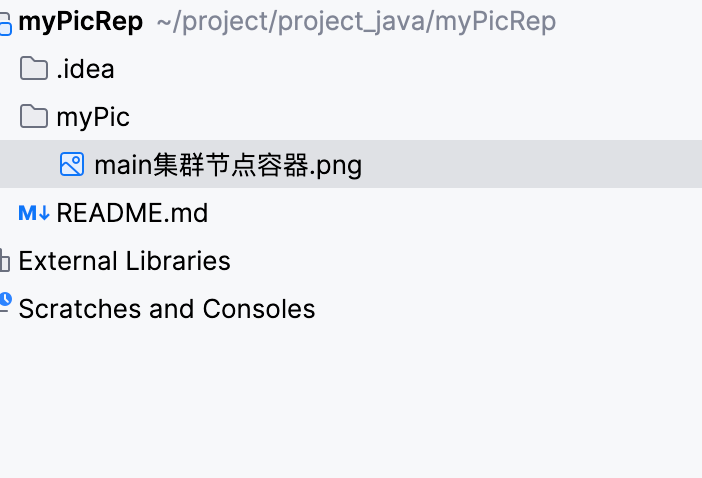 myPicRep ~/project/project_java/myPicRep
.idea
myPic
main集群节点容器.png
M↓ README.md
External Libraries
Scratches and Consoles